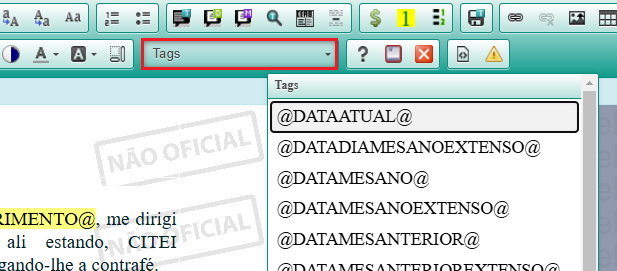 Aa
1
Tags
?
Tags
@DATAATUAL@
@DATADIAMESANOEXTENSO@
@DATAMESANO@
@DATAMESANOEXTENSO@
@DATAMESANTERIOR@
@DATAMESANTERIOREXTENSO@
NÃO OFICIAL
NÃO OFICIAL
RIMENTO@, me dirigi
ali estando, CITEI
gando-lhe a contrafé.